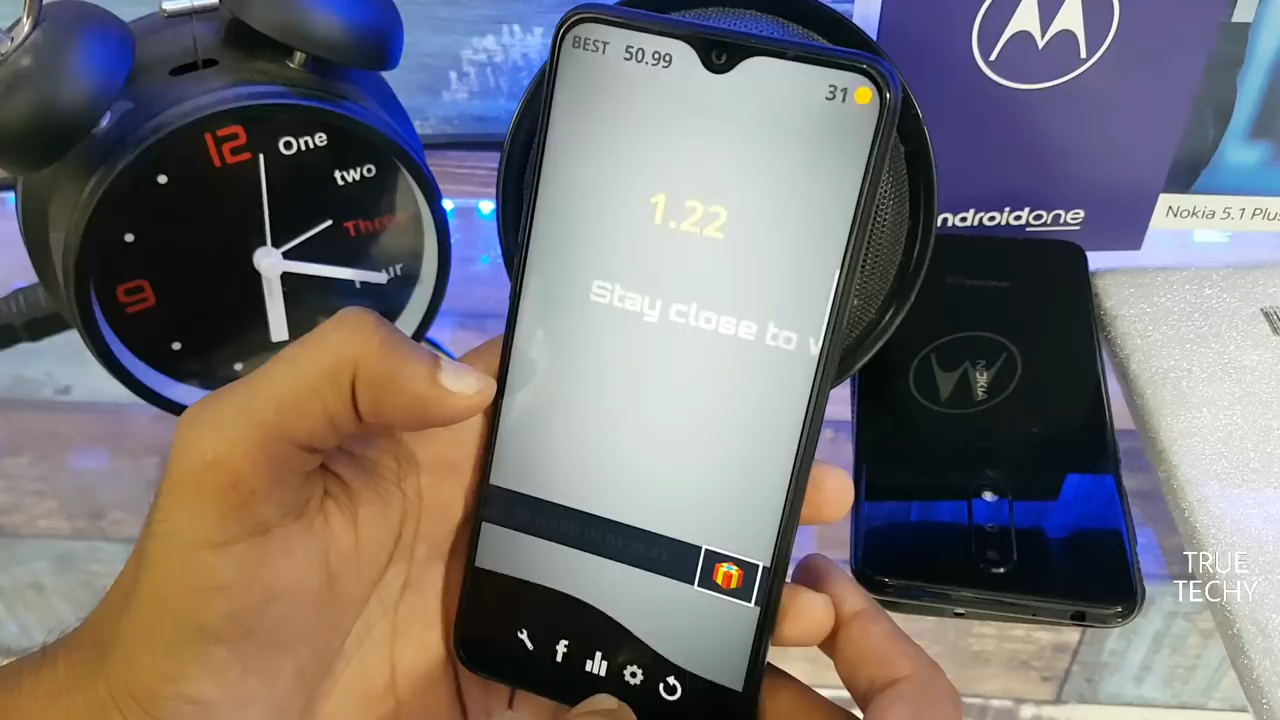 BEST 50.99
31
1.22
Stay close to
12
One
two
Three
9
androidone
Nokia 5.1 Plus
NOKIA
TRUE
TECHY